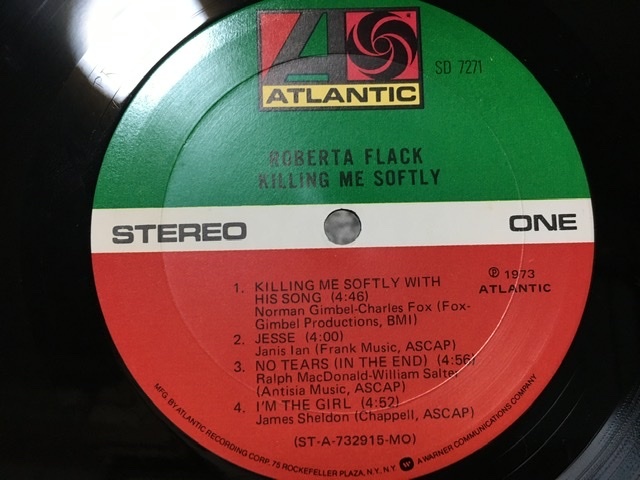 SD 7271
ATLANTIC
ROBERTA FLACK
KILLING ME SOFTLY
STEREO
ONE
℗ 1973
ATLANTIC
1. KILLING ME SOFTLY WITH
HIS SONG (4:46)
Norman Gimbel-Charles Fox (Fox-
Gimbel Productions, BMI)
2. JESSE (4:00)
Janis Ian (Frank Music, ASCAP)
3. NO TEARS (IN THE END) (4:56)
Ralph MacDonald-William Salter
(Antisia Music, ASCAP)
4. I'M THE GIRL (4:52)
James Sheldon (Chappell, ASCAP)
(ST-A-732915-MO)
MFG. BY ATLANTIC RECORDING CORP. 75 ROCKEFELLER PLAZA, N.Y., N.Y. W A WARNER COMMUNICATIONS COMPANY